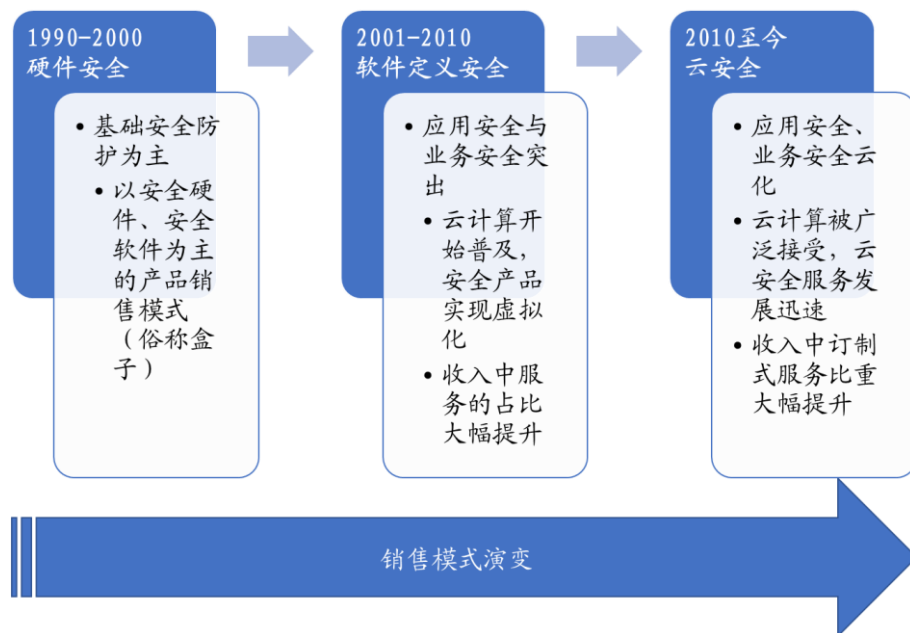 1990-2000
硬件安全
• 基础安全防
护为主
• 以安全硬
件、安全
软件为主
的产品销
售模式
（俗称盒
子）
2001-2010
软件定义安全
• 应用安全与
业务安全突
出
• 云计算开
始普及，
安全产品
实现虚拟
化
• 收入中服
务的占比
大幅提升
2010至今
云安全
• 应用安全、
业务安全云
化
• 云计算被广
泛接受，云
安全服务发
展迅速
• 收入中订制
式服务比重
大幅提升
销售模式演变